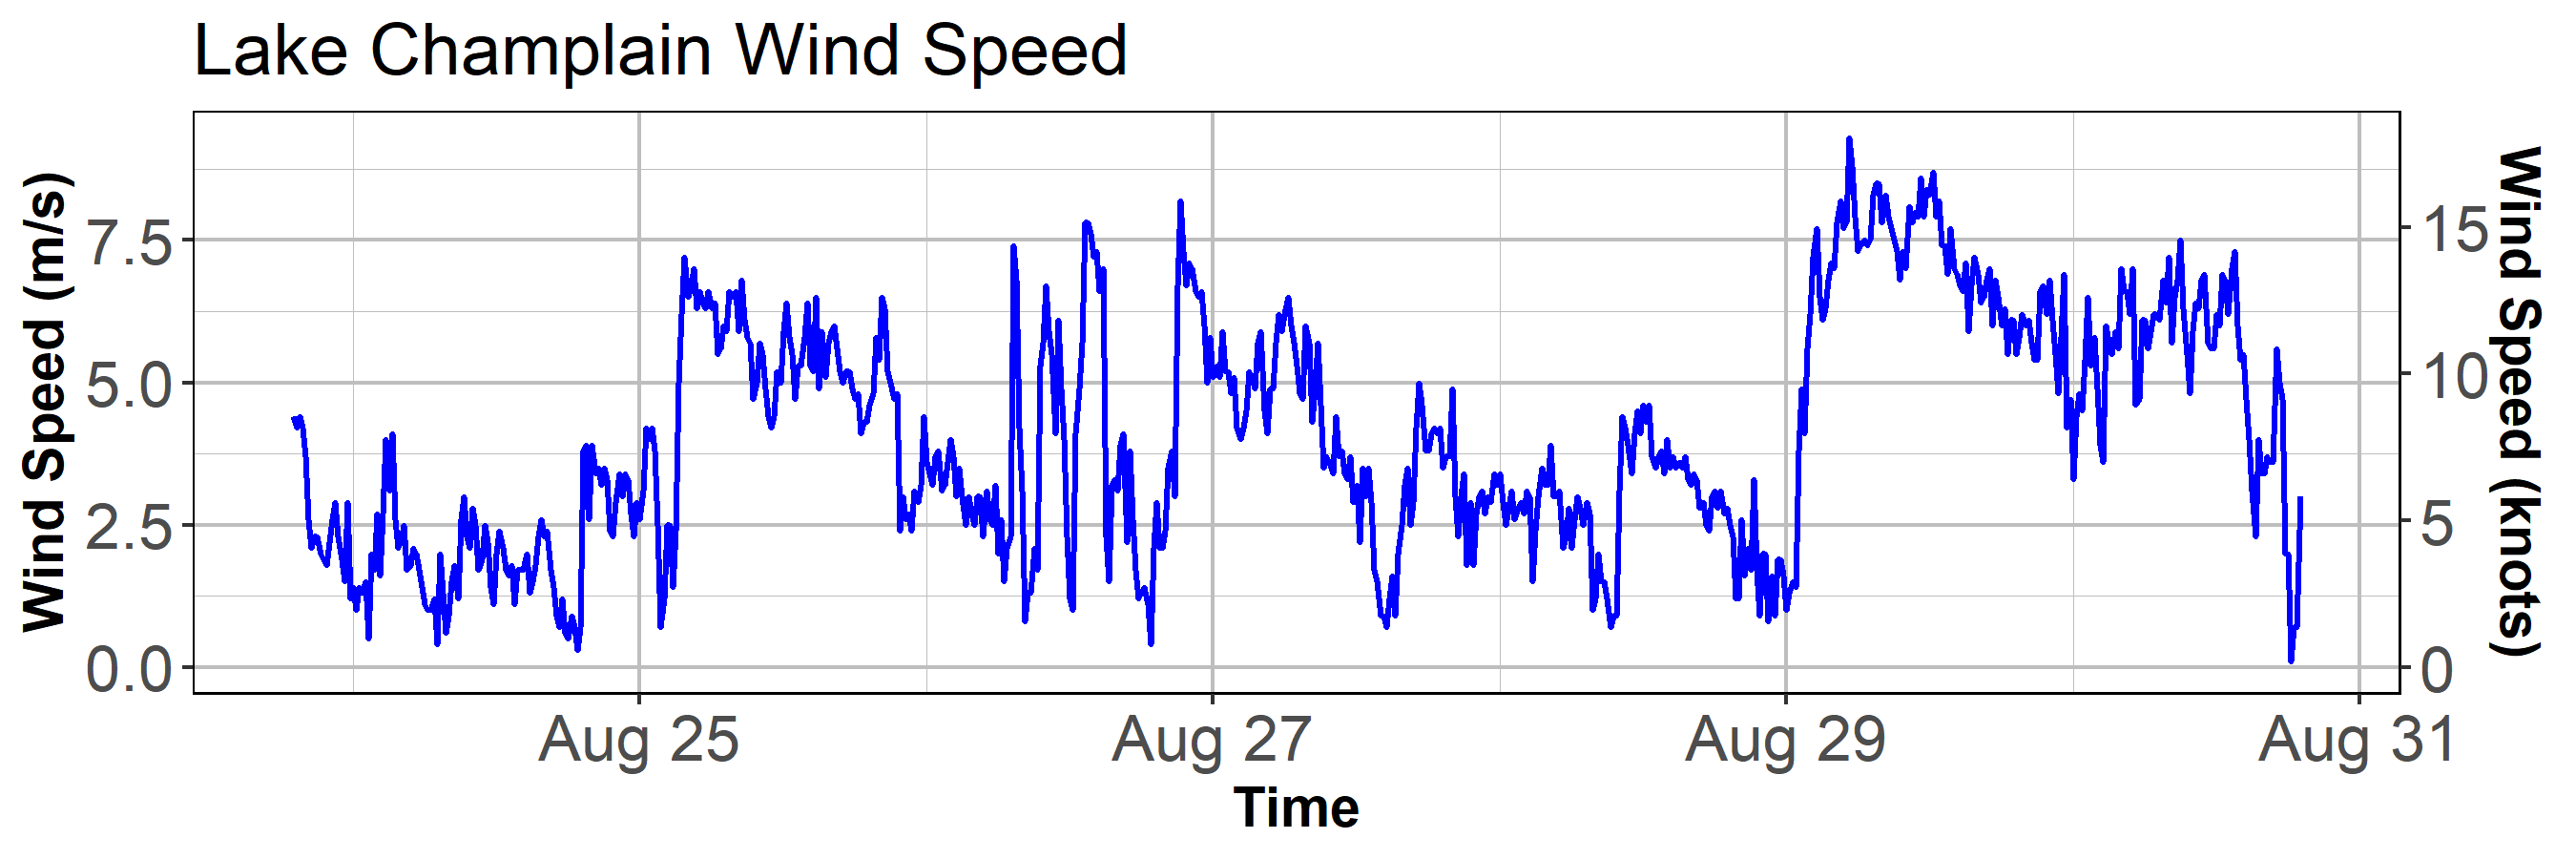 Lake Champlain Wind Speed
Wind Speed (m/s)
7.5
5.0
2.5
0.0
15
10
5
0
Wind Speed (knots)
Aug 25
Aug 27
Aug 29
Aug 31
Time